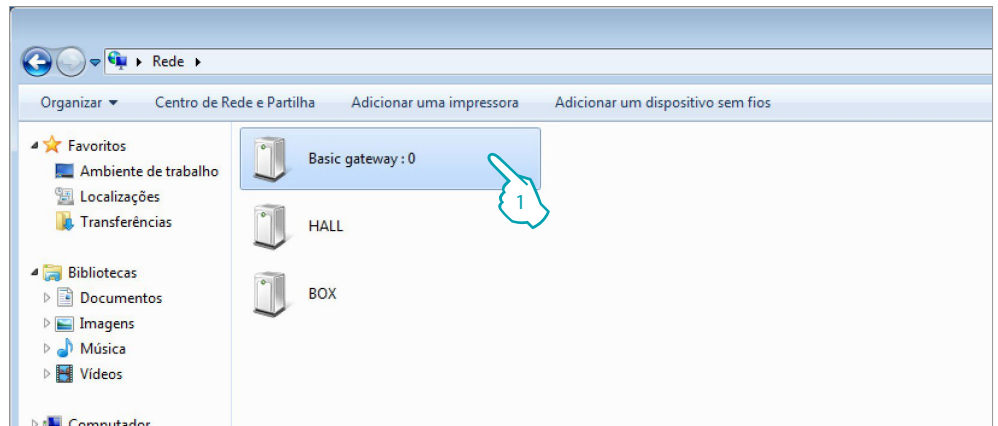 Rede
Organizar Centro de Rede e Partilha Adicionar uma impressora Adicionar um dispositivo sem fios
Favoritos
Ambiente de trabalho
Localizações
Transferências
Bibliotecas
Documentos
Imagens
Música
Vídeos
Computador
Basic gateway : 0
1
HALL
BOX